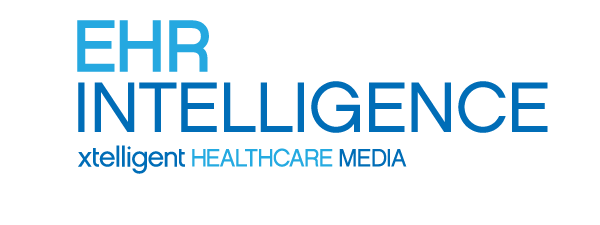 EHR
INTELLIGENCE
xtelligent HEALTHCARE MEDIA